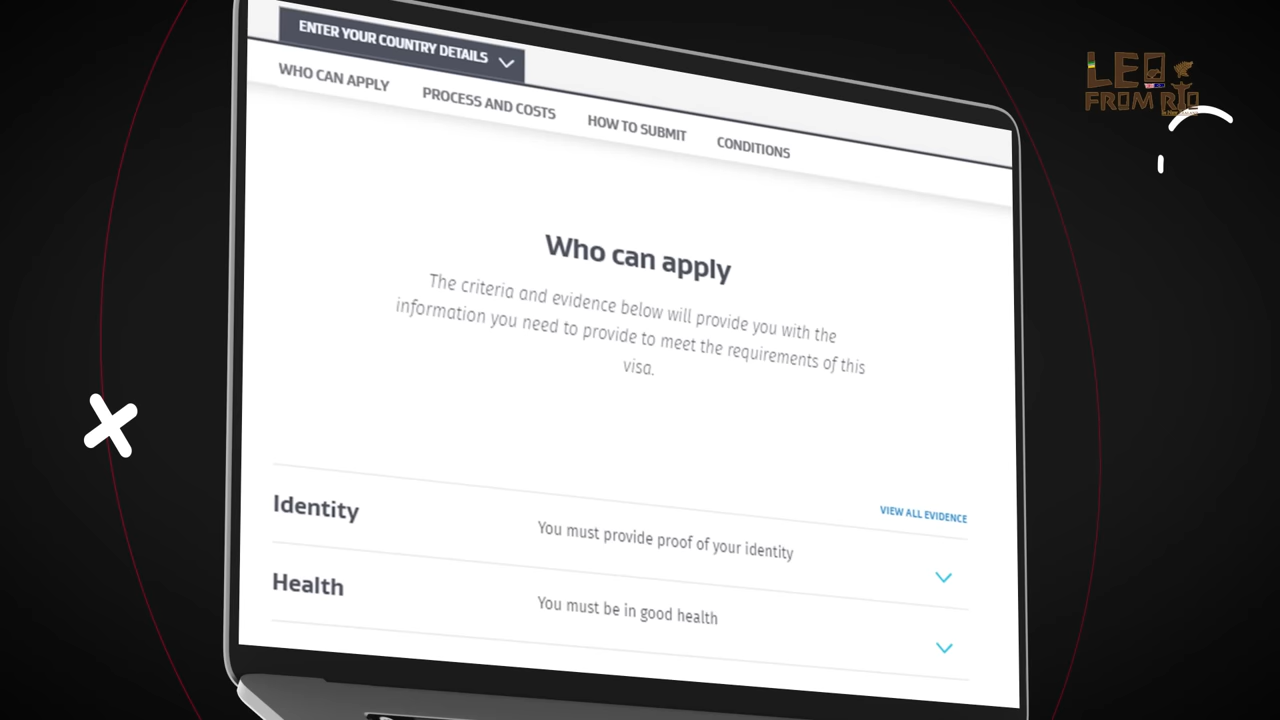 ENTER YOUR COUNTRY DETAILS
LEO
FROM RIO
WHO CAN APPLY
PROCESS AND COSTS
HOW TO SUBMIT
CONDITIONS
Who can apply
The criteria and evidence below will provide you with the
information you need to provide to meet the requirements of this
visa.
VIEW ALL EVIDENCE
Identity
You must provide proof of your identity
Health
You must be in good health